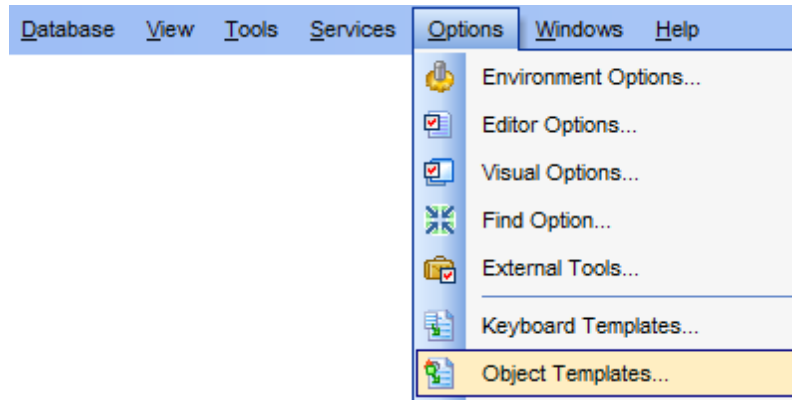 Database View Tools Services Options Windows Help
Environment Options...
Editor Options...
Visual Options...
Find Option...
External Tools...
Keyboard Templates...
Object Templates...